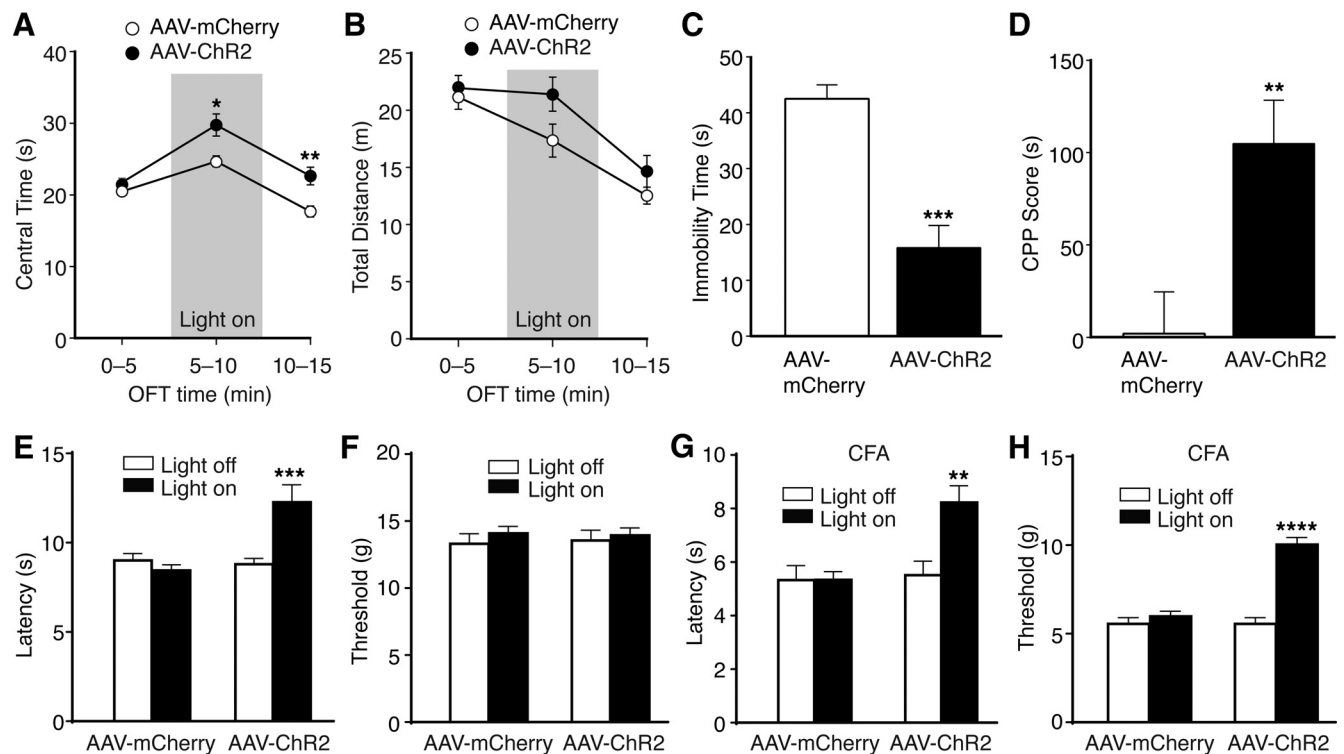 A
AAV-mCherry
AAV-ChR2
Central Time (s)
40
30
20
10
0
*
**
Light on
0–5
5–10
10–15
OFT time (min)
B
AAV-mCherry
AAV-ChR2
Total Distance (m)
25
20
15
10
5
0
Light on
0–5
5–10
10–15
OFT time (min)
C
Immobility Time (s)
50
40
30
20
10
0
***
AAV-
mCherry
AAV-ChR2
D
CPP Score (s)
150
100
50
0
**
AAV-
mCherry
AAV-ChR2
E
Latency (s)
15
10
5
0
Light off
Light on
***
AAV-mCherry
AAV-ChR2
F
Threshold (g)
20
15
10
5
0
Light off
Light on
AAV-mCherry
AAV-ChR2
G
CFA
Latency (s)
10
8
6
4
2
0
Light off
Light on
**
AAV-mCherry
AAV-ChR2
H
CFA
Threshold (g)
15
10
5
0
Light off
Light on
****
AAV-mCherry
AAV-ChR2